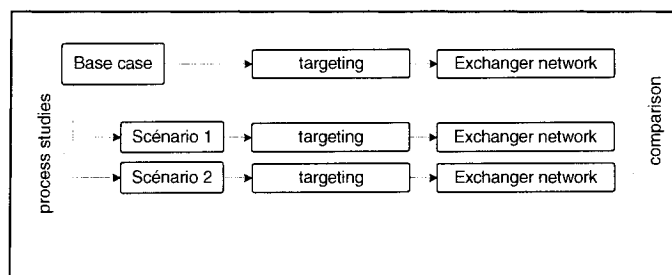 Base case
targeting
Exchanger network
process studies
Scénario 1
targeting
Exchanger network
Scénario 2
targeting
Exchanger network
comparison